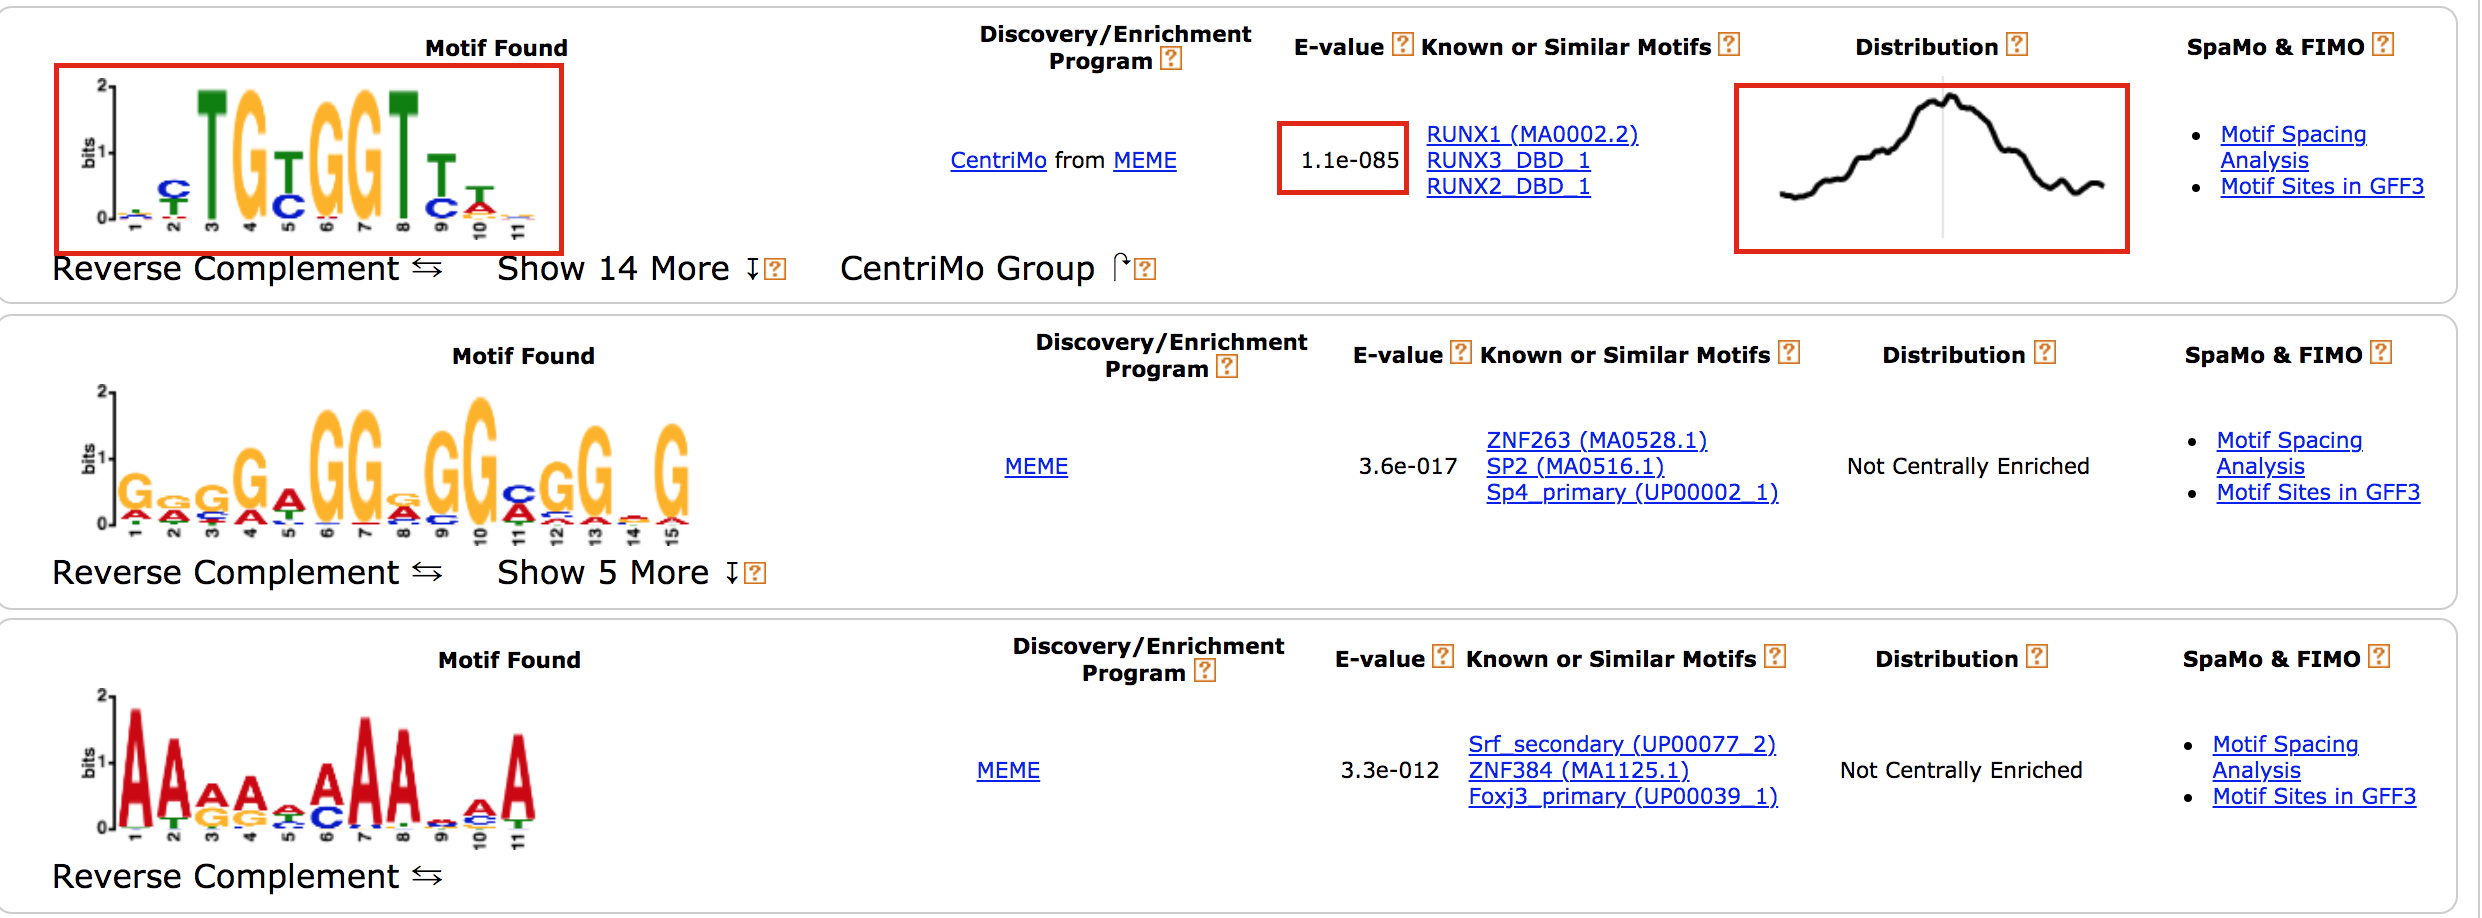 Motif Found
Discovery/Enrichment
Program ?
E-value ?
Known or Similar Motifs ?
Distribution ?
SpaMo & FIMO ?
2
bits
1
0
1 2 3 4 5 6 7 8 9 10 11
CentriMo from MEME
1.1e-085
RUNX1 (MA0002.2)
RUNX3_DBD_1
RUNX2_DBD_1
• Motif Spacing
Analysis
• Motif Sites in GFF3
Reverse Complement ⇆ Show 14 More ↧? CentriMo Group ?
Motif Found
Discovery/Enrichment
Program ?
E-value ?
Known or Similar Motifs ?
Distribution ?
SpaMo & FIMO ?
2
bits
1
0
1 2 3 4 5 6 7 8 9 10 11 12 13 14 15
MEME
3.6e-017
ZNF263 (MA0528.1)
SP2 (MA0516.1)
Sp4_primary (UP00002_1)
Not Centrally Enriched
• Motif Spacing
Analysis
• Motif Sites in GFF3
Reverse Complement ⇆ Show 5 More ↧?
Motif Found
Discovery/Enrichment
Program ?
E-value ?
Known or Similar Motifs ?
Distribution ?
SpaMo & FIMO ?
2
bits
1
0
1 2 3 4 5 6 7 8 9 10 11
MEME
3.3e-012
Srf_secondary (UP00077_2)
ZNF384 (MA1125.1)
Foxj3_primary (UP00039_1)
Not Centrally Enriched
• Motif Spacing
Analysis
• Motif Sites in GFF3
Reverse Complement ⇆